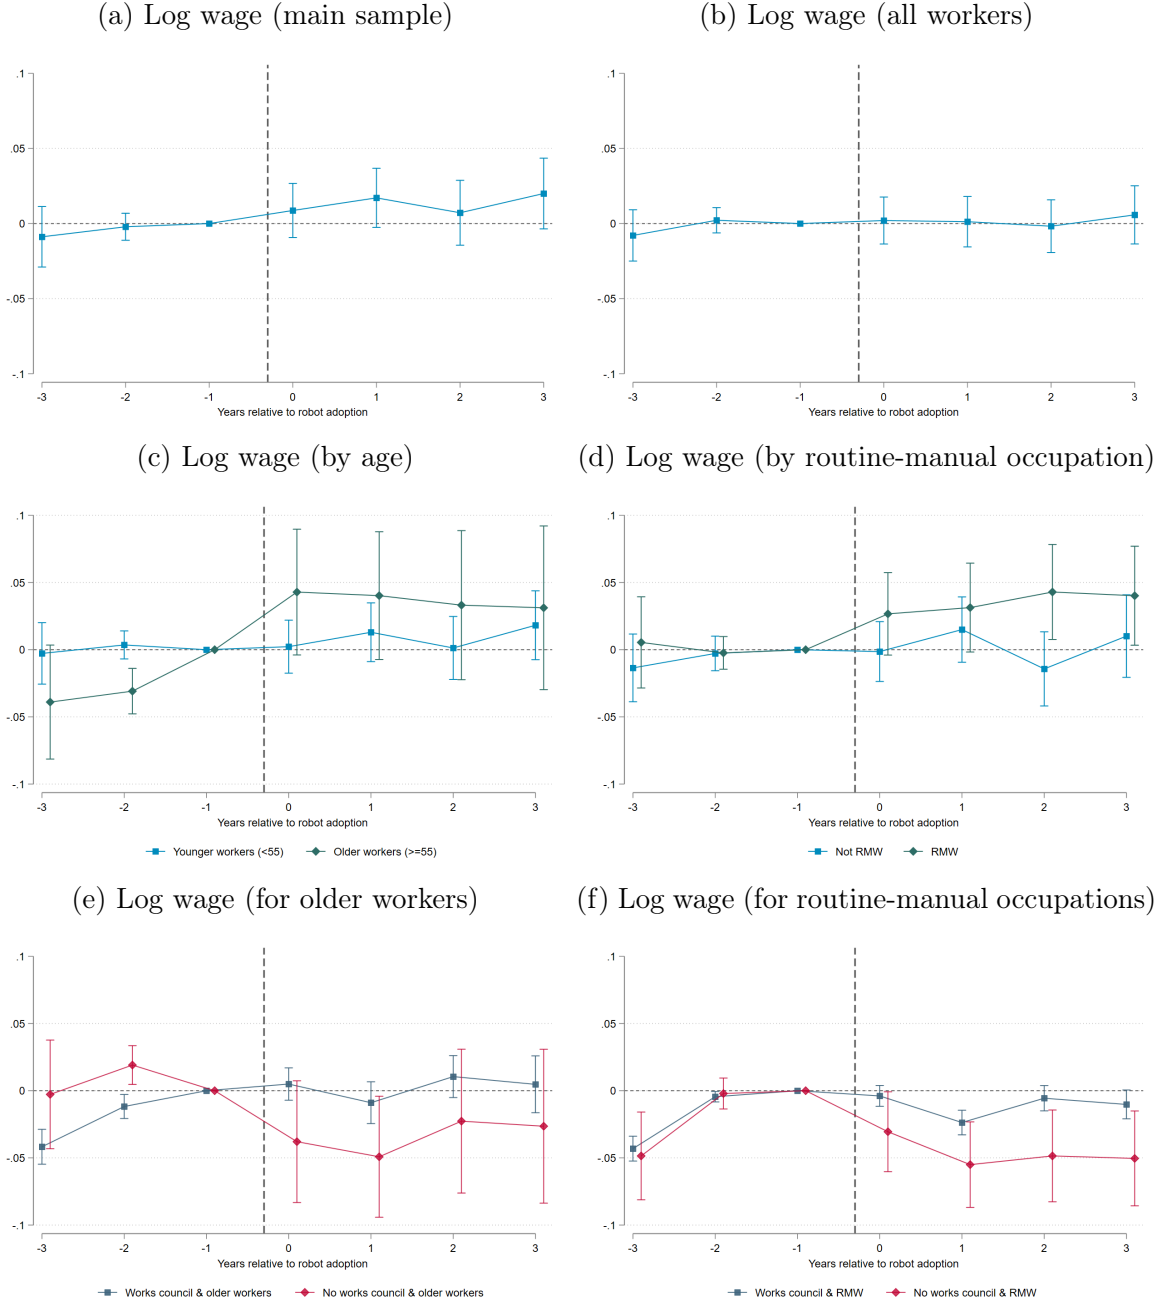 (a) Log wage (main sample)
.1
.05
0
-.05
-.1
-3 -2 -1 0 1 2 3
Years relative to robot adoption
(b) Log wage (all workers)
.1
.05
0
-.05
-.1
-3 -2 -1 0 1 2 3
Years relative to robot adoption
(c) Log wage (by age)
.1
.05
0
-.05
-.1
-3 -2 -1 0 1 2 3
Years relative to robot adoption
Younger workers (<55) Older workers (>=55)
(d) Log wage (by routine-manual occupation)
.1
.05
0
-.05
-.1
-3 -2 -1 0 1 2 3
Years relative to robot adoption
Not RMW RMW
(e) Log wage (for older workers)
.1
.05
0
-.05
-.1
-3 -2 -1 0 1 2 3
Years relative to robot adoption
Works council & older workers No works council & older workers
(f) Log wage (for routine-manual occupations)
.1
.05
0
-.05
-.1
-3 -2 -1 0 1 2 3
Years relative to robot adoption
Works council & RMW No works council & RMW